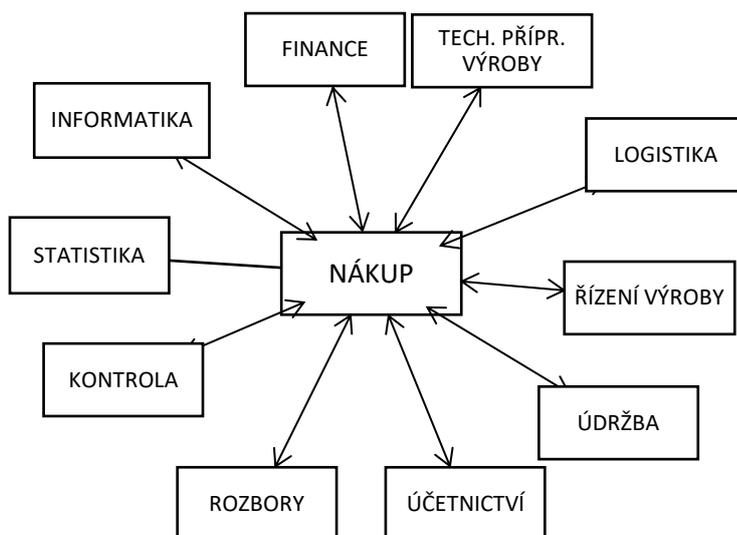 FINANCE
TECH. PŘÍPR.
VÝROBY
INFORMATIKA
LOGISTIKA
STATISTIKA
NÁKUP
ŘÍZENÍ VÝROBY
KONTROLA
ÚDRŽBA
ROZBORY
ÚČETNICTVÍ